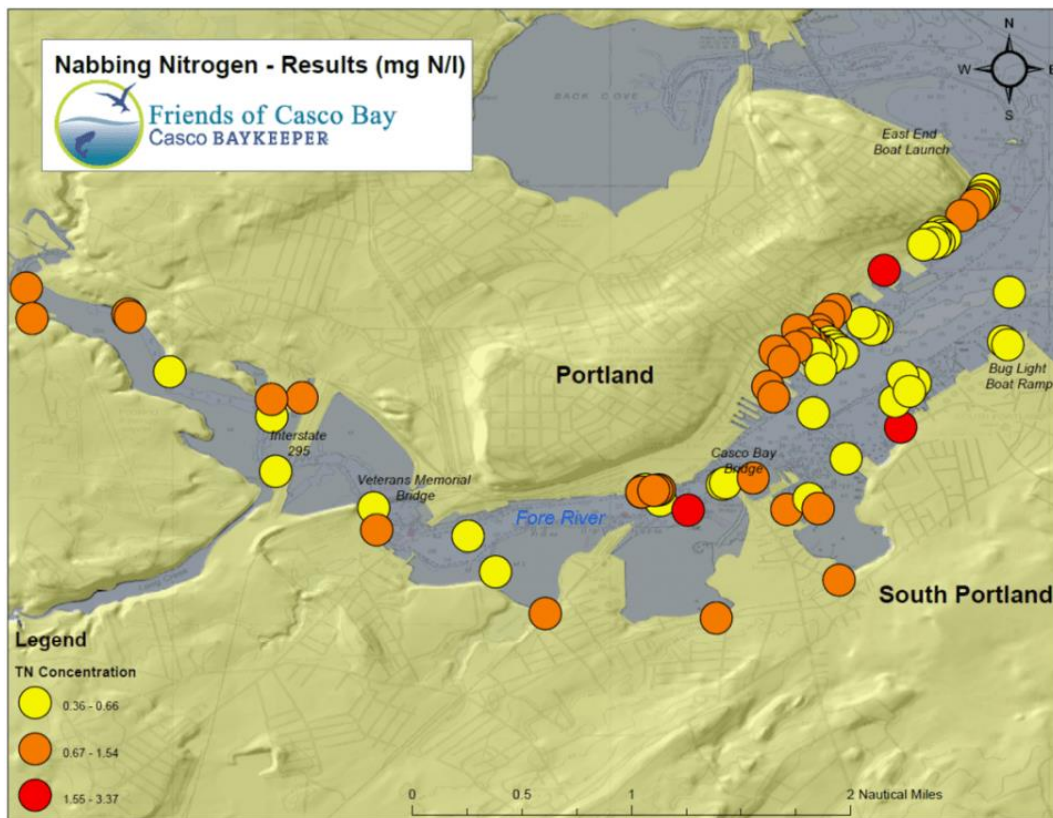 Nabbing Nitrogen - Results (mg N/l)
Friends of Casco Bay
Casco BAYKEEPER
N
W
E
S
BACK COVE
East End
Boat Launch
Portland
Bug Light
Boat Ramp
Interstate
295
Veterans Memorial
Bridge
Casco Bay
Bridge
Fore River
South Portland
Legend
TN Concentration
0.36 - 0.66
0.67 - 1.54
1.55 - 3.37
0 0.5 1 2 Nautical Miles